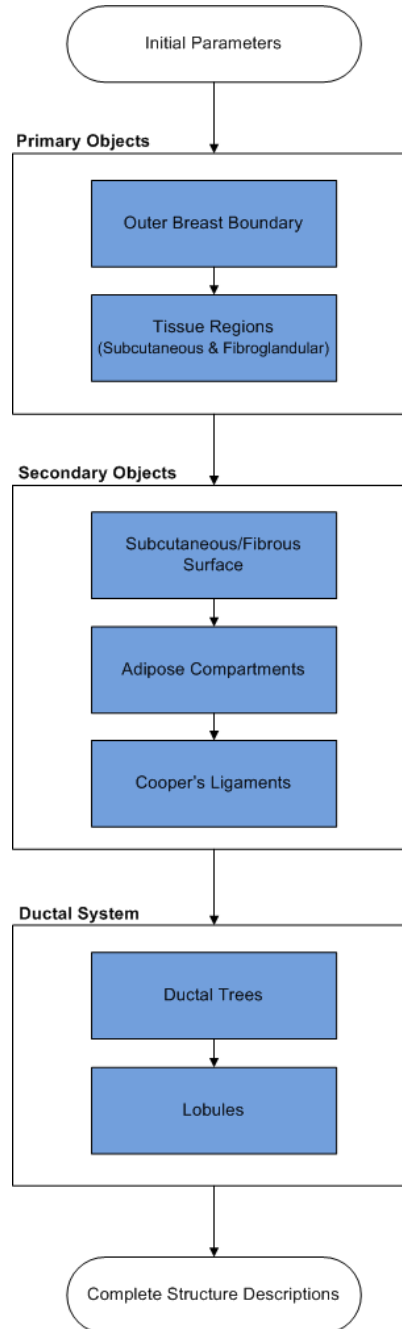 Initial Parameters
Primary Objects
Outer Breast Boundary
Tissue Regions
(Subcutaneous & Fibroglandular)
Secondary Objects
Subcutaneous/Fibrous
Surface
Adipose Compartments
Cooper's Ligaments
Ductal System
Ductal Trees
Lobules
Complete Structure Descriptions